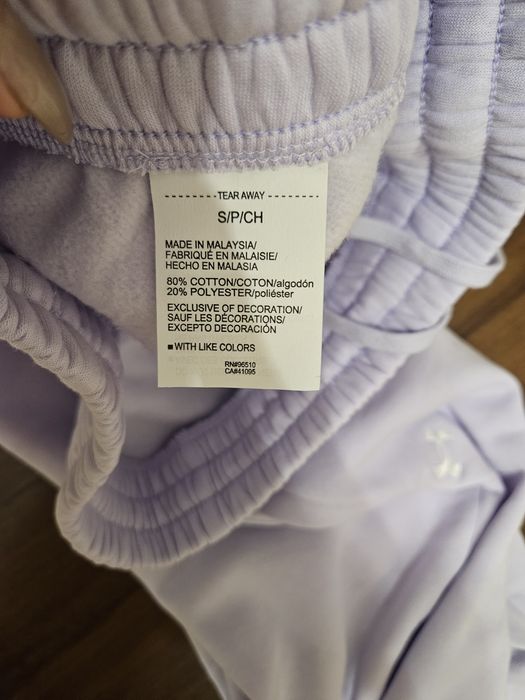 TEAR AWAY
S/P/CH
MADE IN MALAYSIA/
FABRIQUÉ EN MALAISIE/
HECHO EN MALASIA
80% COTTON/COTON/algodón
20% POLYESTER/poliéster
EXCLUSIVE OF DECORATION/
SAUF LES DÉCORATIONS/
EXCEPTO DECORACIÓN
■WITH LIKE COLORS
RN#96510
CA#41095